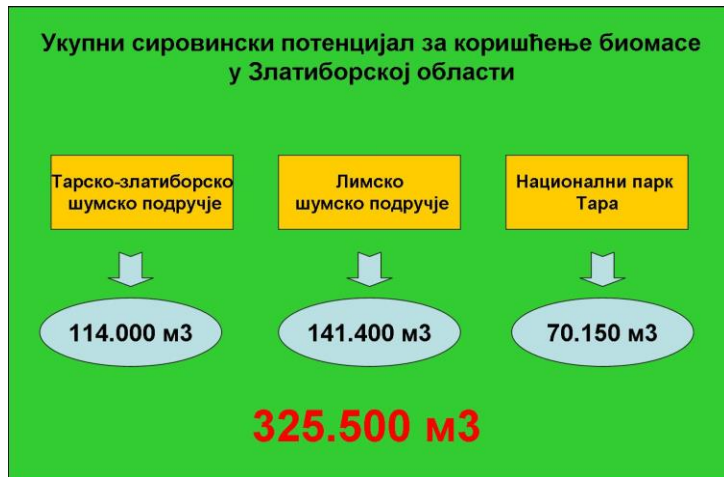 Укупни сировински потенцијал за коришћење биомасе
у Златиборској области
Тарско-златиборско
шумско подручје
Лимско
шумско подручје
Национални парк
Тара
114.000 м3
141.400 м3
70.150 м3
325.500 м3